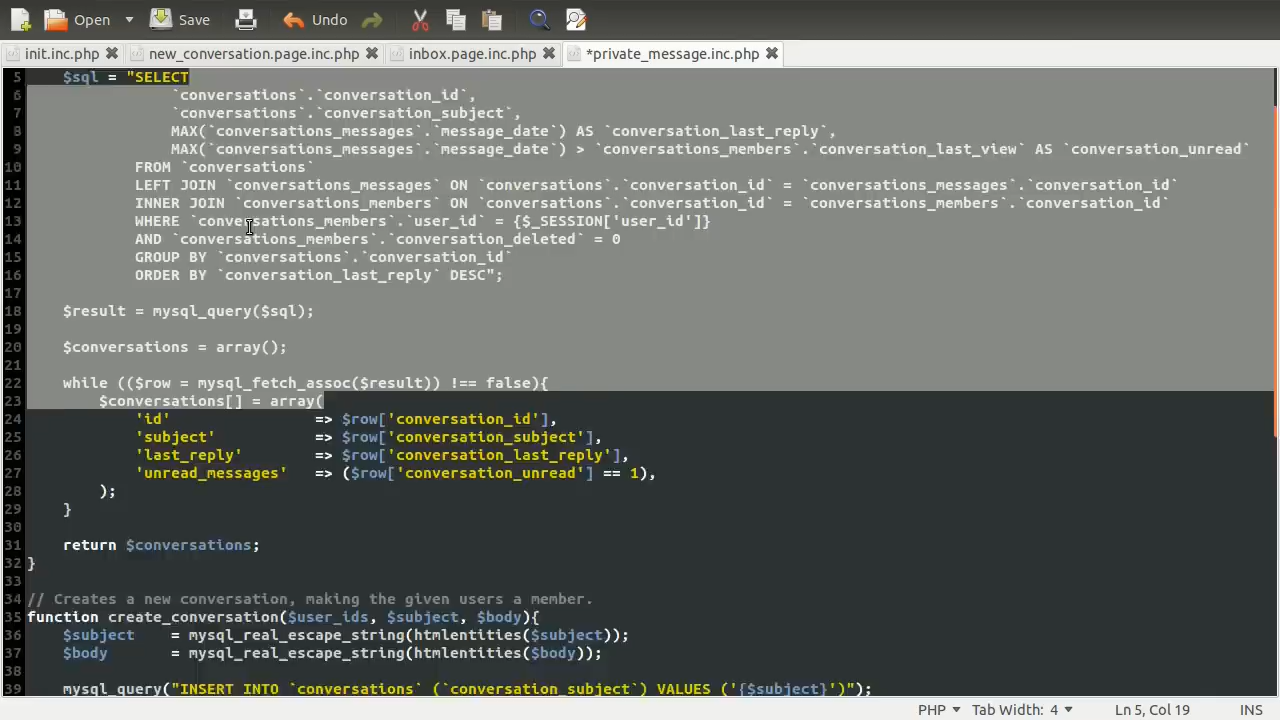 Open Save Undo
init.inc.php new_conversation.page.inc.php inbox.page.inc.php *private_message.inc.php
5 $sql = "SELECT
6 `conversations`.`conversation_id`,
7 `conversations`.`conversation_subject`,
8 MAX(`conversations_messages`.`message_date`) AS `conversation_last_reply`,
9 MAX(`conversations_messages`.`message_date`) > `conversations_members`.`conversation_last_view` AS `conversation_unread`
10 FROM `conversations`
11 LEFT JOIN `conversations_messages` ON `conversations`.`conversation_id` = `conversations_messages`.`conversation_id`
12 INNER JOIN `conversations_members` ON `conversations`.`conversation_id` = `conversations_members`.`conversation_id`
13 WHERE `conversations_members`.`user_id` = {$_SESSION['user_id']}
14 AND `conversations_members`.`conversation_deleted` = 0
15 GROUP BY `conversations`.`conversation_id`
16 ORDER BY `conversation_last_reply` DESC";
17
18 $result = mysql_query($sql);
19
20 $conversations = array();
21
22 while (($row = mysql_fetch_assoc($result)) !== false){
23 $conversations[] = array(
24 'id' => $row['conversation_id'],
25 'subject' => $row['conversation_subject'],
26 'last_reply' => $row['conversation_last_reply'],
27 'unread_messages' => ($row['conversation_unread'] == 1),
28 );
29 }
30
31 return $conversations;
32 }
33
34 // Creates a new conversation, making the given users a member.
35 function create_conversation($user_ids, $subject, $body){
36 $subject = mysql_real_escape_string(htmlentities($subject));
37 $body = mysql_real_escape_string(htmlentities($body));
38
39 mysql_query("INSERT INTO `conversations` (`conversation_subject`) VALUES ('{$subject}')");
PHP Tab Width: 4 Ln 5, Col 19 INS